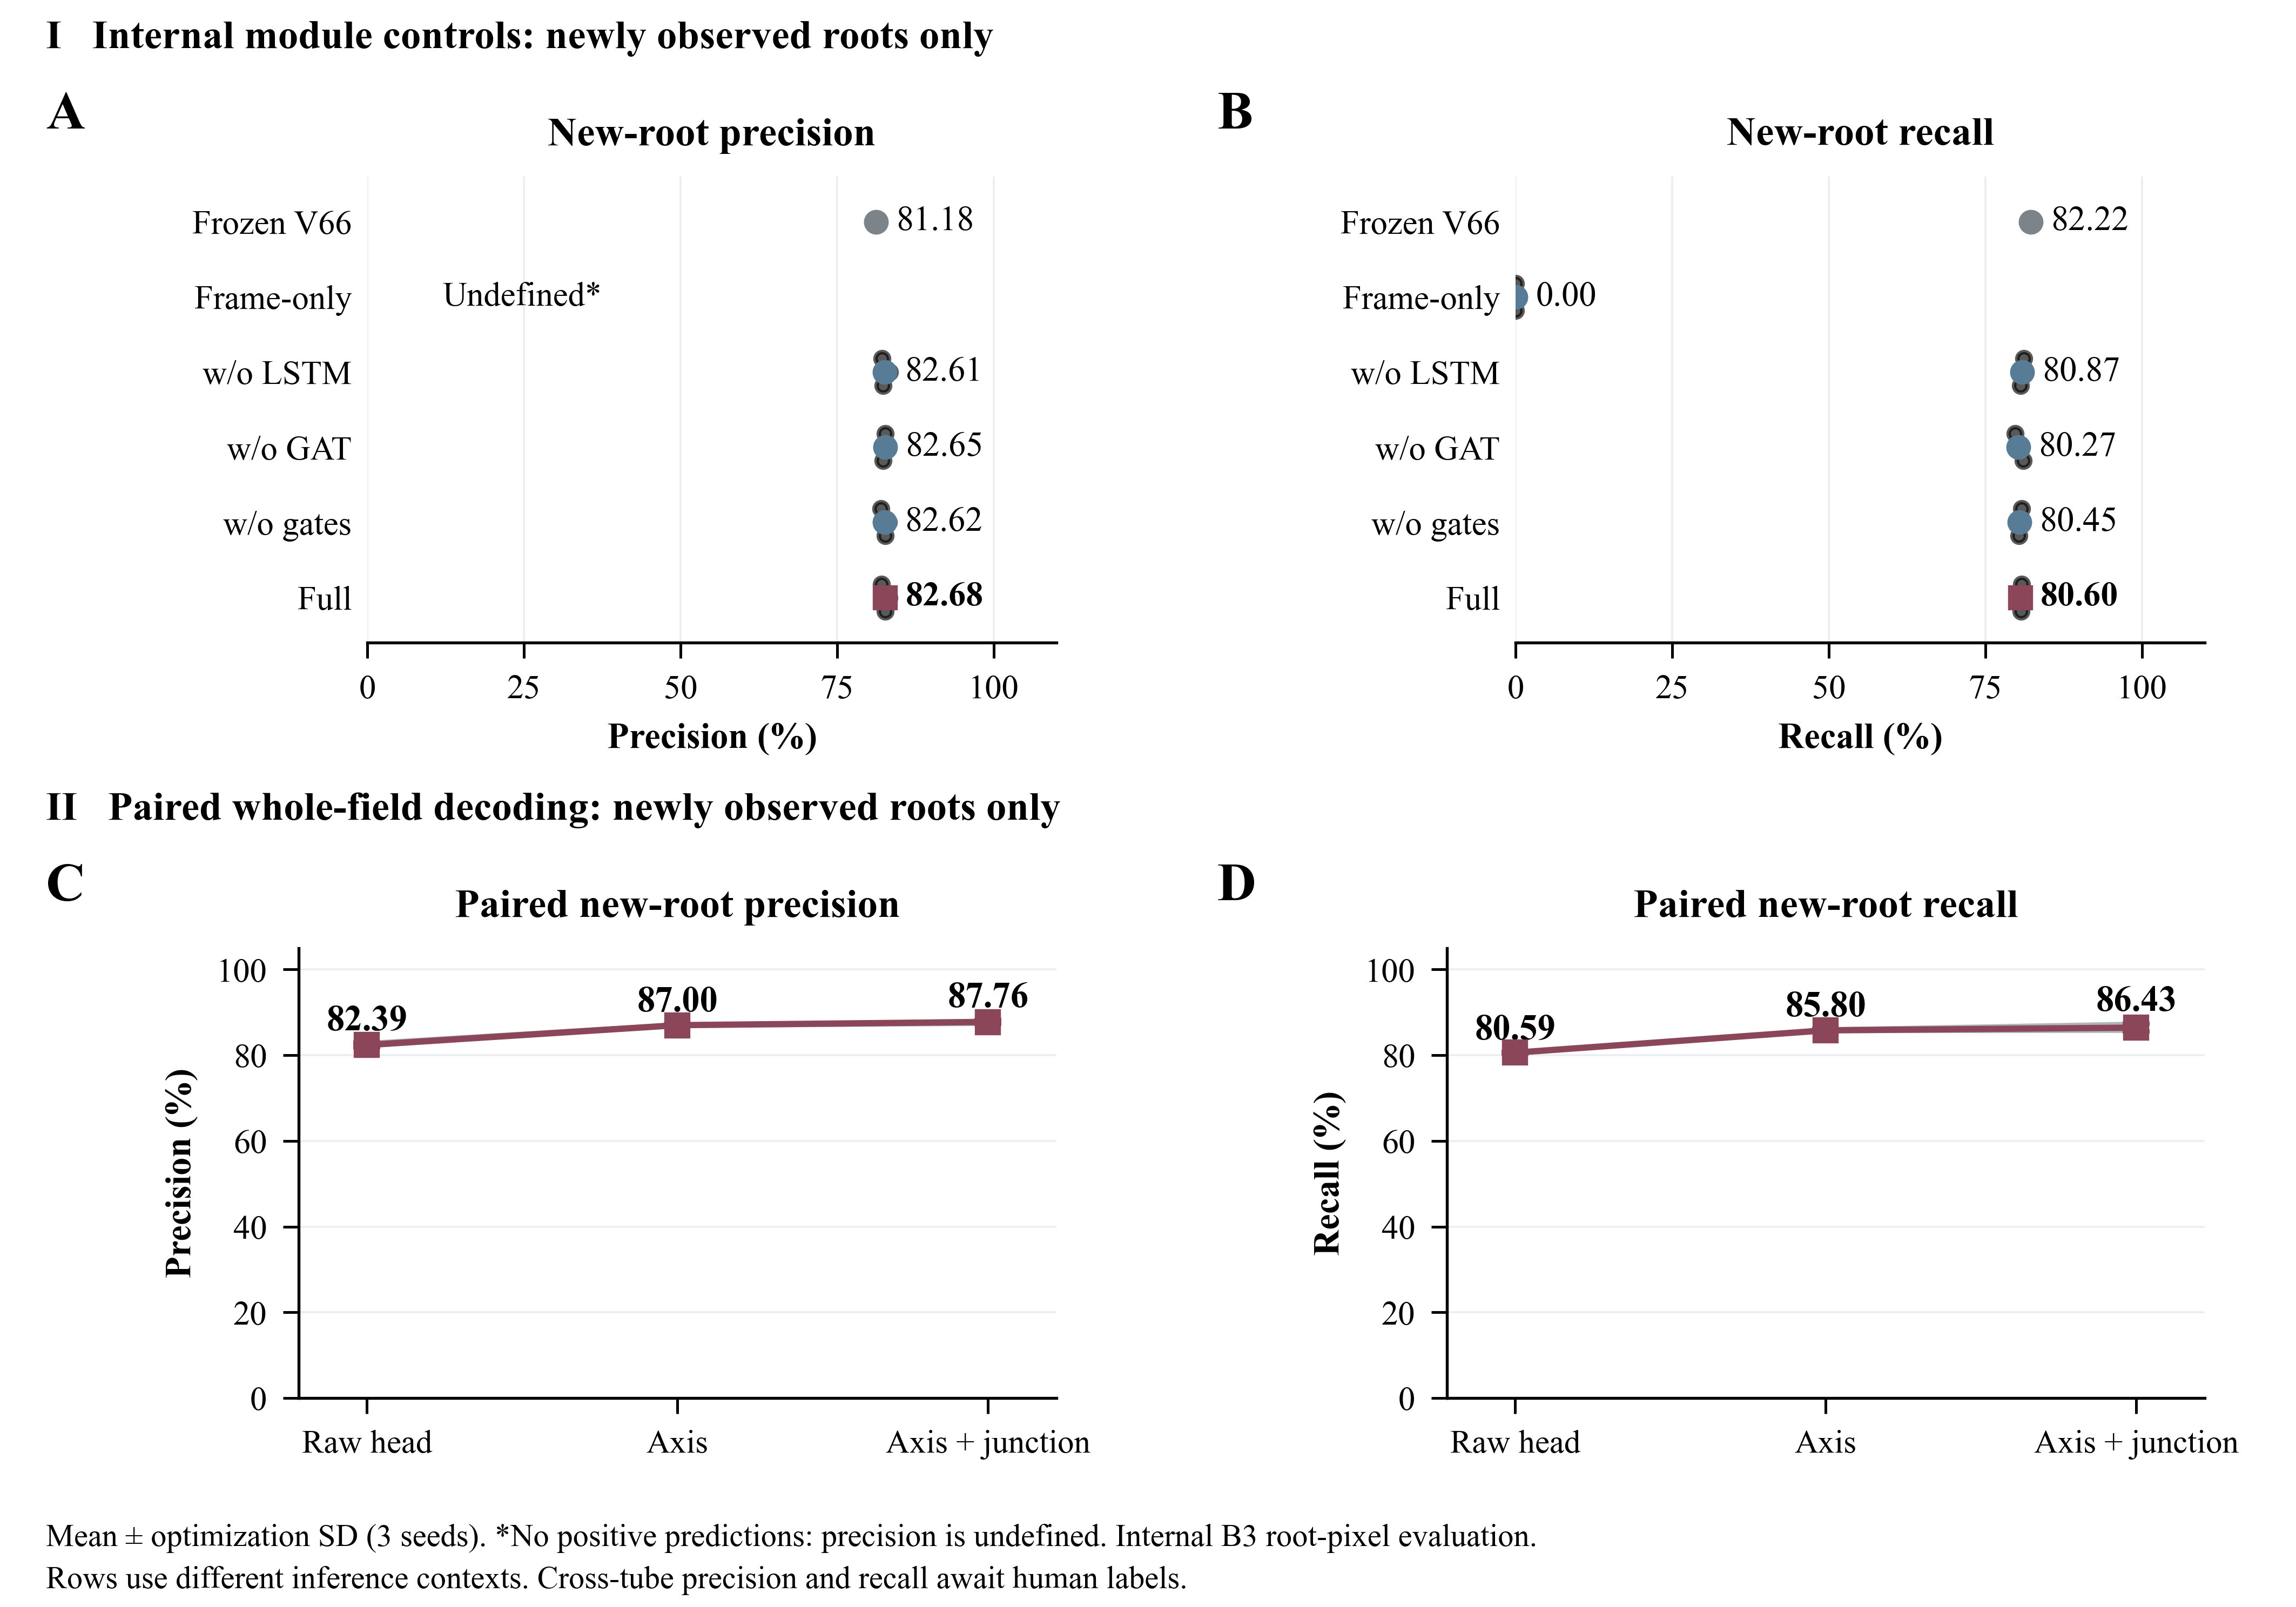 I Internal module controls: newly observed roots only
A
New-root precision
Frozen V66
81.18
Frame-only
Undefined*
w/o LSTM
82.61
w/o GAT
82.65
w/o gates
82.62
Full
82.68
0 25 50 75 100
Precision (%)
B
New-root recall
Frozen V66
82.22
Frame-only
0.00
w/o LSTM
80.87
w/o GAT
80.27
w/o gates
80.45
Full
80.60
0 25 50 75 100
Recall (%)
II Paired whole-field decoding: newly observed roots only
C
Paired new-root precision
Precision (%)
100
80
60
40
20
0
82.39
87.00
87.76
Raw head Axis Axis + junction
D
Paired new-root recall
Recall (%)
100
80
60
40
20
0
80.59
85.80
86.43
Raw head Axis Axis + junction
Mean ± optimization SD (3 seeds). *No positive predictions: precision is undefined. Internal B3 root-pixel evaluation.
Rows use different inference contexts. Cross-tube precision and recall await human labels.